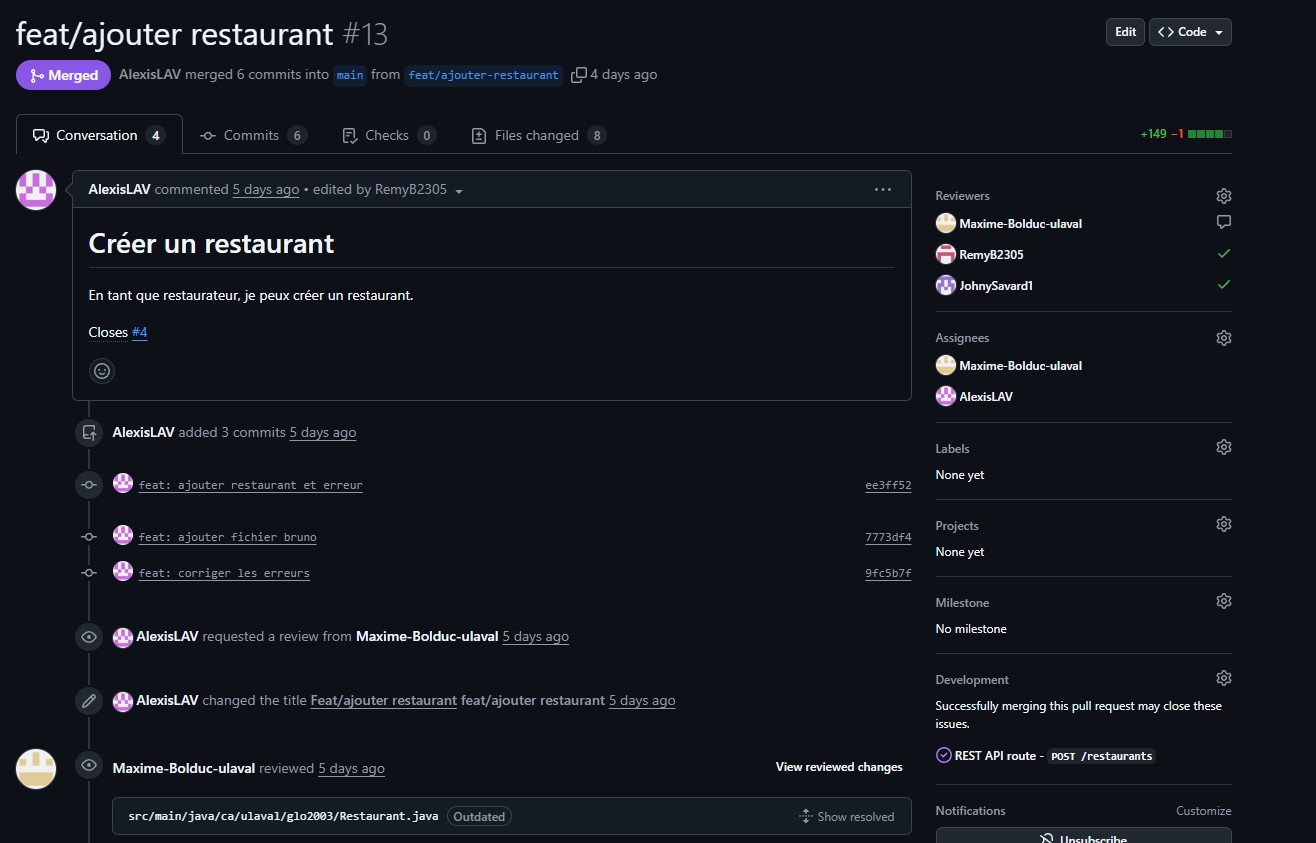 feat/ajouter restaurant #13
Edit
Code
Merged
AlexisLAV merged 6 commits into main from feat/ajouter-restaurant 4 days ago
Conversation 4
Commits 6
Checks 0
Files changed 8
+149 −1
AlexisLAV commented 5 days ago • edited by RemyB2305
Créer un restaurant
En tant que restaurateur, je peux créer un restaurant.
Closes #4
AlexisLAV added 3 commits 5 days ago
feat: ajouter restaurant et erreur ee3ff52
feat: ajouter fichier bruno 7773df4
feat: corriger les erreurs 9fc5b7f
AlexisLAV requested a review from Maxime-Bolduc-ulaval 5 days ago
AlexisLAV changed the title Feat/ajouter restaurant feat/ajouter restaurant 5 days ago
Maxime-Bolduc-ulaval reviewed 5 days ago
View reviewed changes
src/main/java/ca/ulaval/glo2003/Restaurant.java Outdated
Show resolved
Reviewers
Maxime-Bolduc-ulaval
RemyB2305
JohnySavard1
Assignees
Maxime-Bolduc-ulaval
AlexisLAV
Labels
None yet
Projects
None yet
Milestone
No milestone
Development
Successfully merging this pull request may close these
issues.
REST API route - POST /restaurants
Notifications
Customize
Unsubscribe